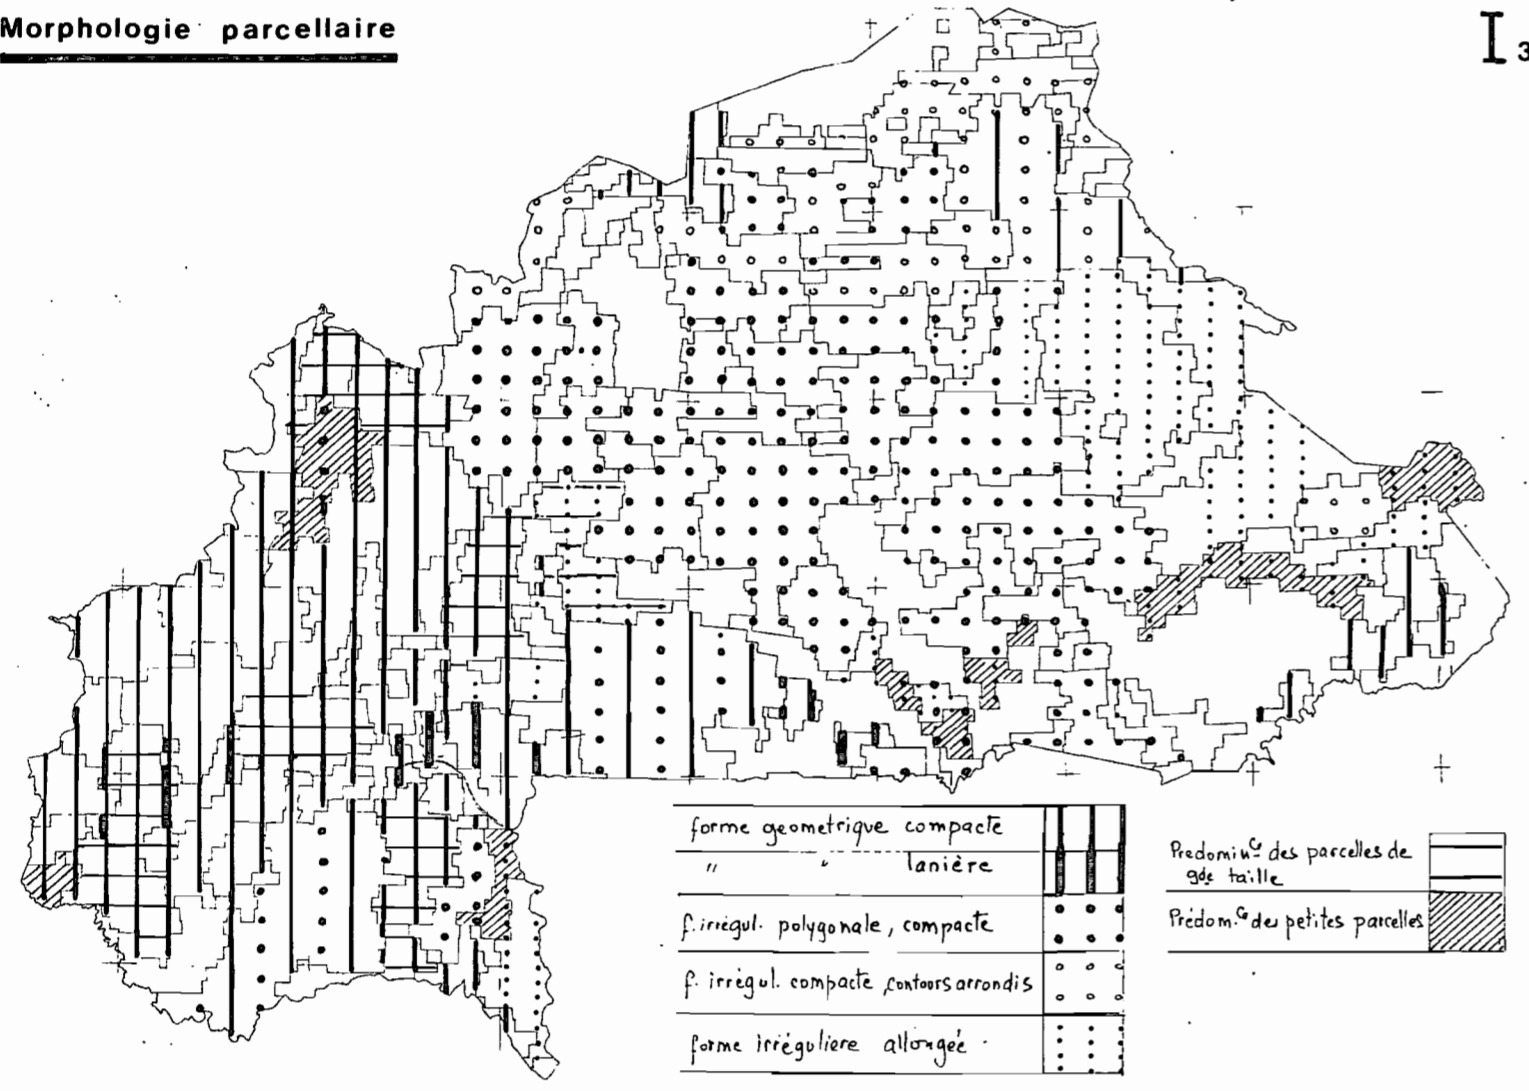 Morphologie parcellaire
I 3
forme geometrique compacte
" " lanière
f. irrégul. polygonale, compacte
f. irrégul. compacte, contours arrondis
forme irrégulière allongée
Predomin.ce des parcelles de
gde taille
Prédom.ce des petites parcelles